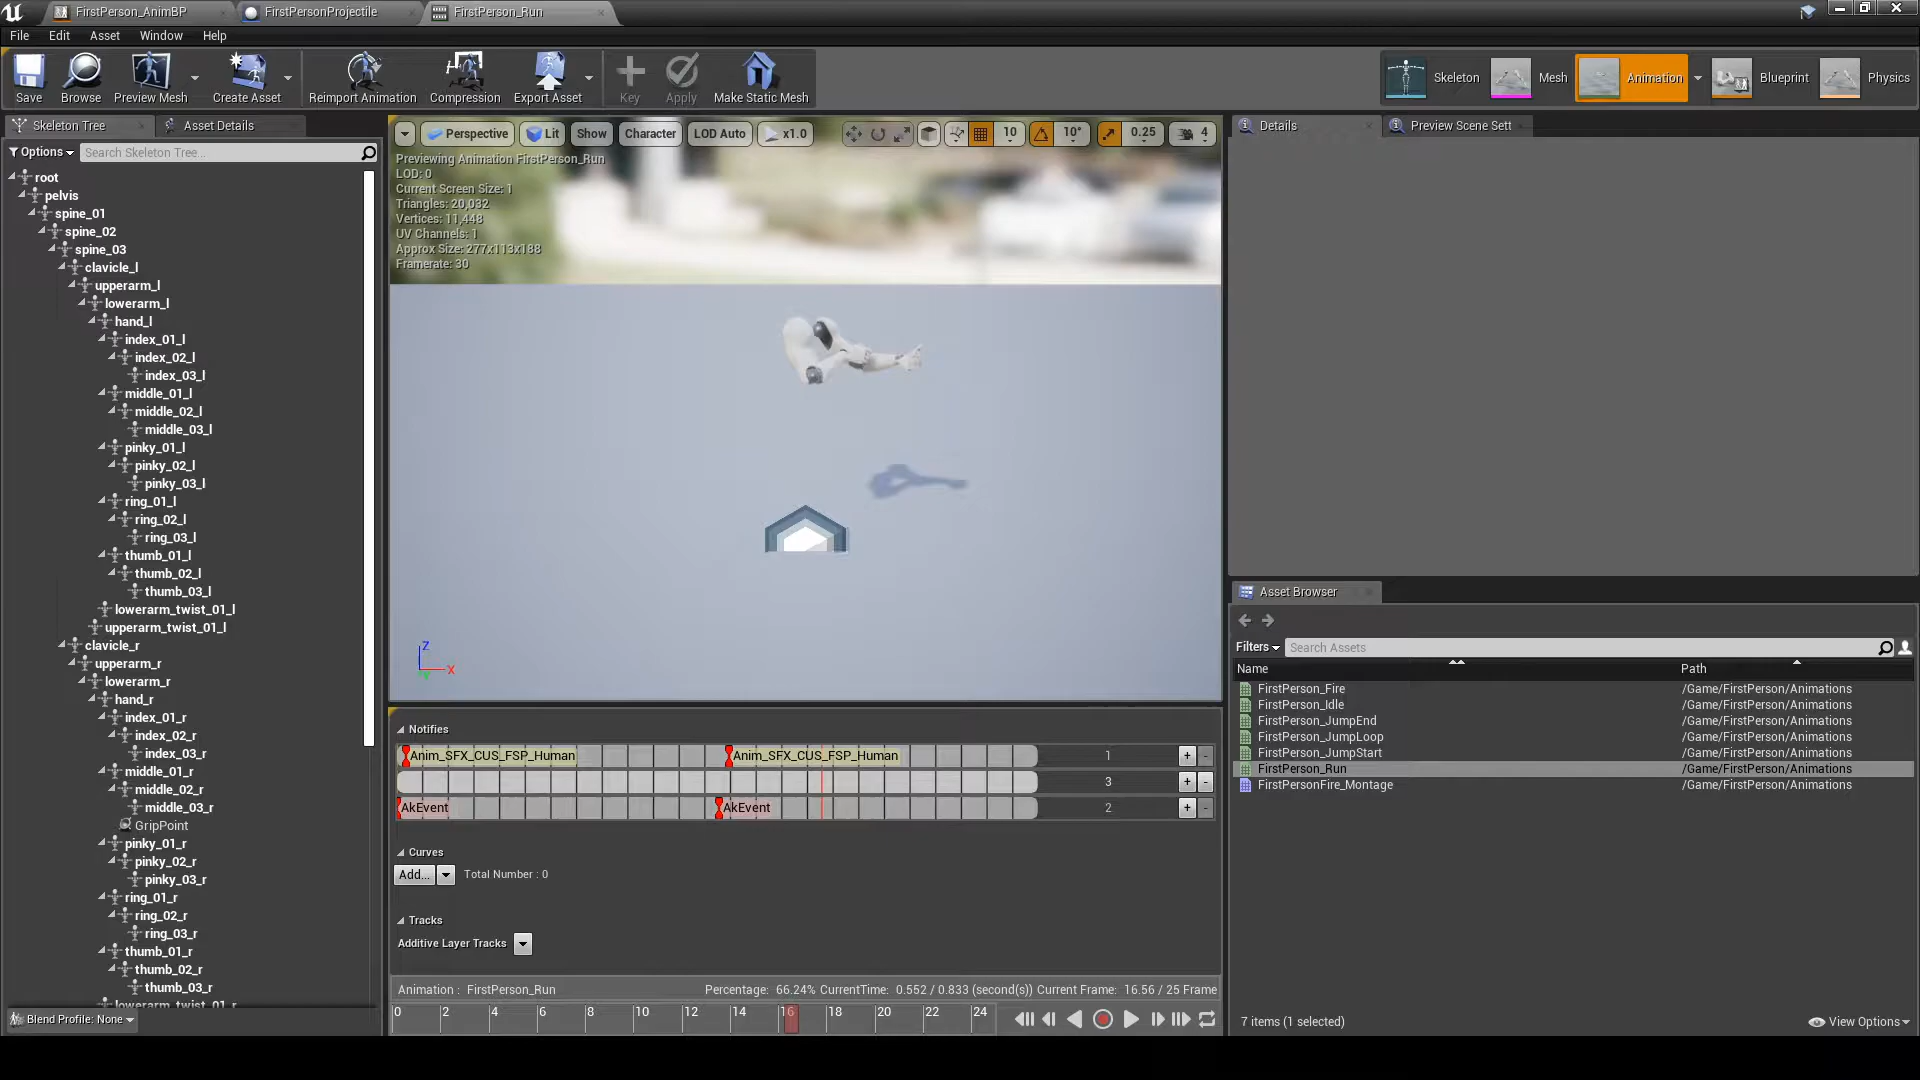 FirstPerson_AnimBP
FirstPersonProjectile
FirstPerson_Run
File Edit Asset Window Help
Save
Browse
Preview Mesh
Create Asset
Reimport Animation
Compression
Export Asset
Key
Apply
Make Static Mesh
Skeleton
Mesh
Animation
Blueprint
Physics
Skeleton Tree
Asset Details
Options
Search Skeleton Tree...
root
pelvis
spine_01
spine_02
spine_03
clavicle_l
upperarm_l
lowerarm_l
hand_l
index_01_l
index_02_l
index_03_l
middle_01_l
middle_02_l
middle_03_l
pinky_01_l
pinky_02_l
pinky_03_l
ring_01_l
ring_02_l
ring_03_l
thumb_01_l
thumb_02_l
thumb_03_l
lowerarm_twist_01_l
upperarm_twist_01_l
clavicle_r
upperarm_r
lowerarm_r
hand_r
index_01_r
index_02_r
index_03_r
middle_01_r
middle_02_r
middle_03_r
GripPoint
pinky_01_r
pinky_02_r
pinky_03_r
ring_01_r
ring_02_r
ring_03_r
thumb_01_r
thumb_02_r
thumb_03_r
lowerarm_twist_01_r
Blend Profile: None
Perspective Lit Show Character LOD Auto x1.0 10 10° 0.25 4
Previewing Animation FirstPerson_Run
LOD: 0
Current Screen Size: 1
Triangles: 20,032
Vertices: 11,448
UV Channels: 1
Approx Size: 277x113x188
Framerate: 30
Z
X
Y
Notifies
Anim_SFX_CUS_FSP_Human Anim_SFX_CUS_FSP_Human 1 + -
3 + -
AkEvent AkEvent 2 + -
Curves
Add... Total Number : 0
Tracks
Additive Layer Tracks
Animation : FirstPerson_Run Percentage: 66.24% CurrentTime: 0.552 / 0.833 (second(s)) Current Frame: 16.56 / 25 Frame
0 2 4 6 8 10 12 14 16 18 20 22 24
Details
Preview Scene Sett
Asset Browser
Filters
Search Assets
Name Path
FirstPerson_Fire /Game/FirstPerson/Animations
FirstPerson_Idle /Game/FirstPerson/Animations
FirstPerson_JumpEnd /Game/FirstPerson/Animations
FirstPerson_JumpLoop /Game/FirstPerson/Animations
FirstPerson_JumpStart /Game/FirstPerson/Animations
FirstPerson_Run /Game/FirstPerson/Animations
FirstPersonFire_Montage /Game/FirstPerson/Animations
7 items (1 selected)
View Options